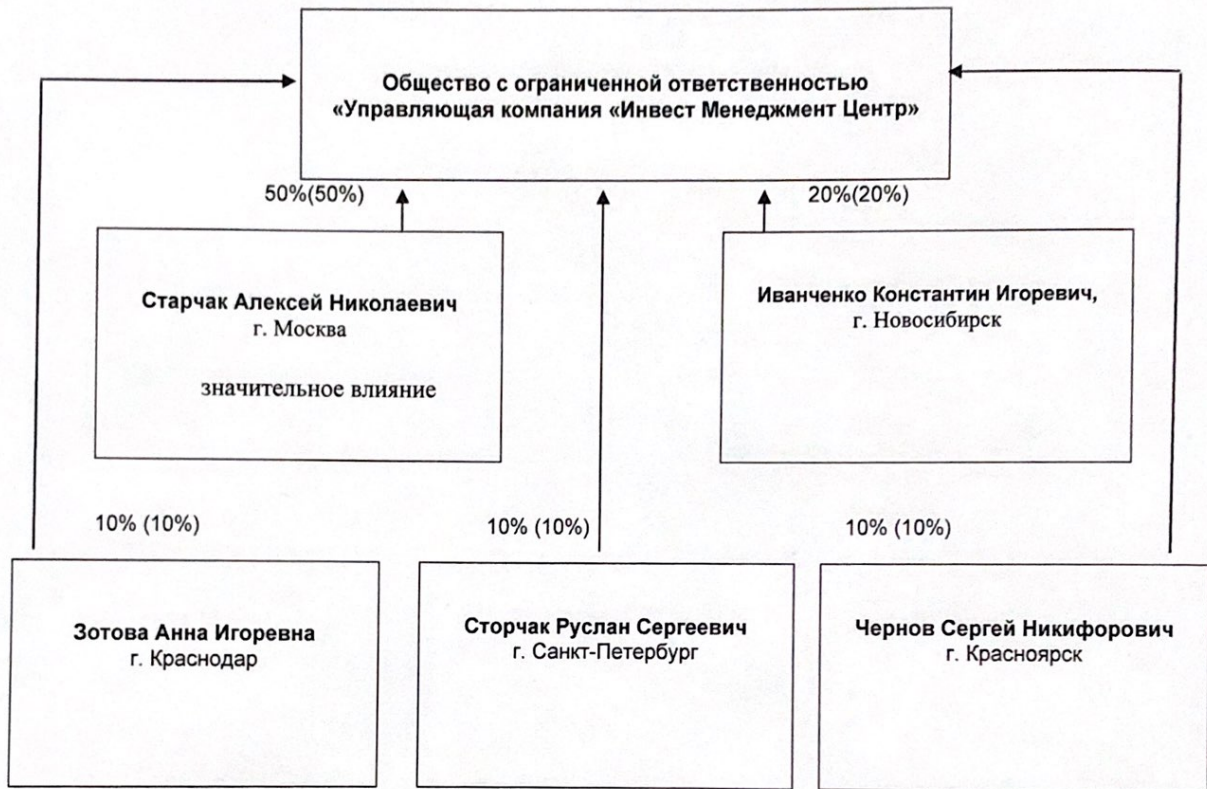 Общество с ограниченной ответственностью
«Управляющая компания «Инвест Менеджмент Центр»
50%(50%)
20%(20%)
Старчак Алексей Николаевич
г. Москва
значительное влияние
Иванченко Константин Игоревич,
г. Новосибирск
10% (10%)
10% (10%)
10% (10%)
Зотова Анна Игоревна
г. Краснодар
Сторчак Руслан Сергеевич
г. Санкт-Петербург
Чернов Сергей Никифорович
г. Красноярск